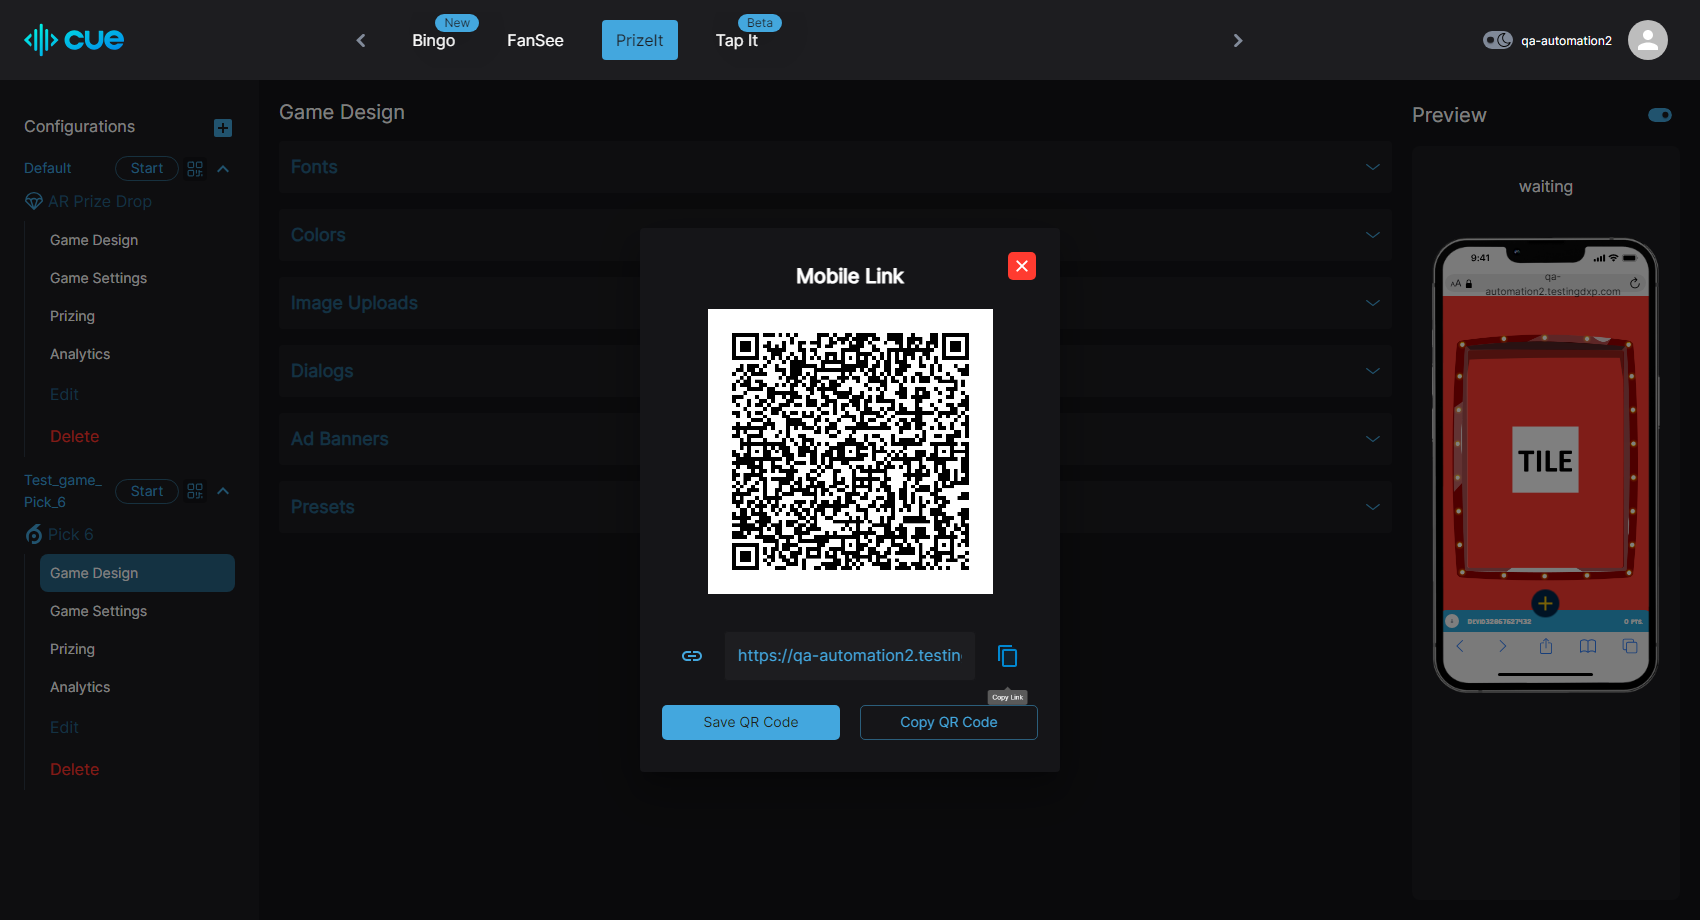 cue
New
Bingo
FanSee
PrizeIt
Beta
Tap It
qa-automation2
Configurations
Default
Start
AR Prize Drop
Game Design
Game Settings
Prizing
Analytics
Edit
Delete
Test_game_
Pick_6
Start
Pick 6
Game Design
Game Settings
Prizing
Analytics
Edit
Delete
Game Design
Fonts
Colors
Image Uploads
Dialogs
Ad Banners
Presets
Mobile Link
https://qa-automation2.testin
Copy Link
Save QR Code
Copy QR Code
Preview
waiting
9:41
AA
qa-
automation2.testingdxp.com
TILE
0 PTS.